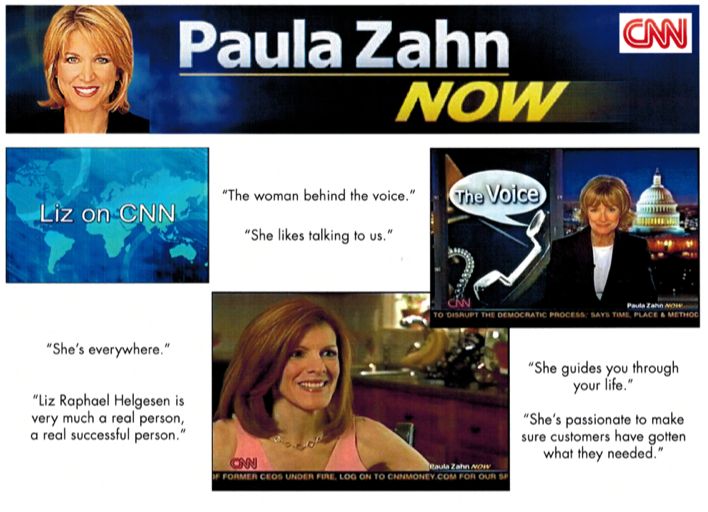 Paula Zahn
NOW
CNN
Liz on CNN
"The woman behind the voice."
"She likes talking to us."
The Voice
CNN
Paula Zahn NOW
TO DISRUPT THE DEMOCRATIC PROCESS, SAYS TIME, PLACE & METHOD
"She's everywhere."
"Liz Raphael Helgesen is
very much a real person,
a real successful person."
CNN
Paula Zahn NOW
OF FORMER CEOS UNDER FIRE, LOG ON TO CNNMONEY.COM FOR OUR
"She guides you through
your life."
"She's passionate to make
sure customers have gotten
what they needed."